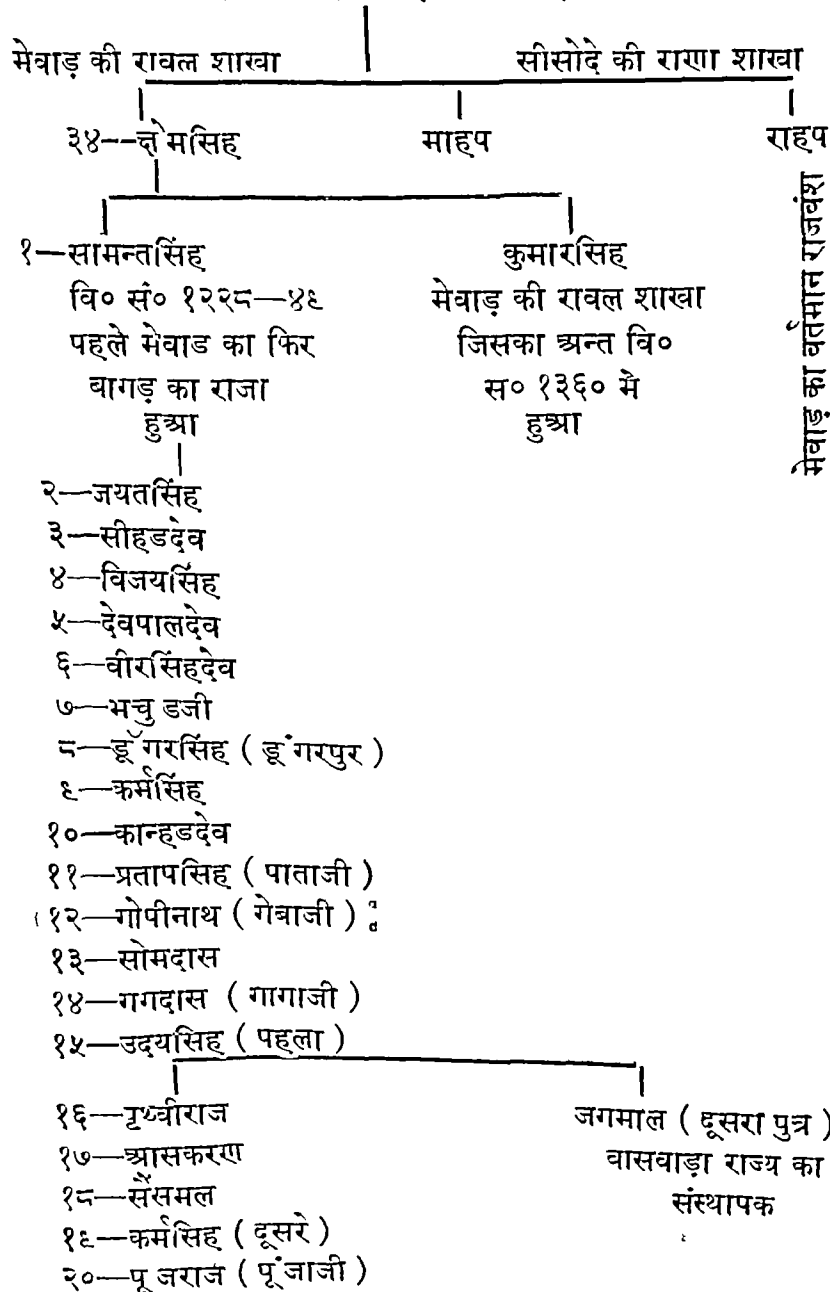 मेवाड़ की रावल शाखा सीसोदे की राणा शाखा
३४--क्षेमसिह माहप राहप
मेवाड़ का वर्तमान राजवंश
१—सामन्तसिंह कुमारसिह
वि० सं० १२२८—४९ मेवाड़ की रावल शाखा
पहले मेवाड का फिर जिसका अन्त वि०
बागड़ का राजा स० १३६० मे
हुआ हुआ
२—जयतसिंह
३—सीहडदेव
४—विजयसिंह
५—देवपालदेव
६—वीरसिंहदेव
७—भचु डजी
८—डूँगरसिंह ( डूंगरपुर )
९—कर्मसिंह
१०—कान्हडदेव
११—प्रतापसिह ( पाताजी )
१२—गोपीनाथ ( गेबाजी )
१३—सोमदास
१४—गगदास ( गागाजी )
१५—उदयसिह ( पहला )
१६—पृथ्वीराज जगमाल ( दूसरा पुत्र )
१७—आसकरण वासवाड़ा राज्य का
१८—सैंसमल संस्थापक
१९—कर्मसिह ( दूसरे )
२०—पू जराज ( पूंजाजी )